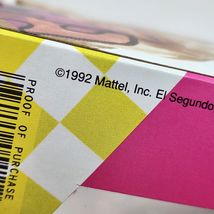 ©1992 Mattel, Inc. El Segundo
PROOF OF PURCHASE